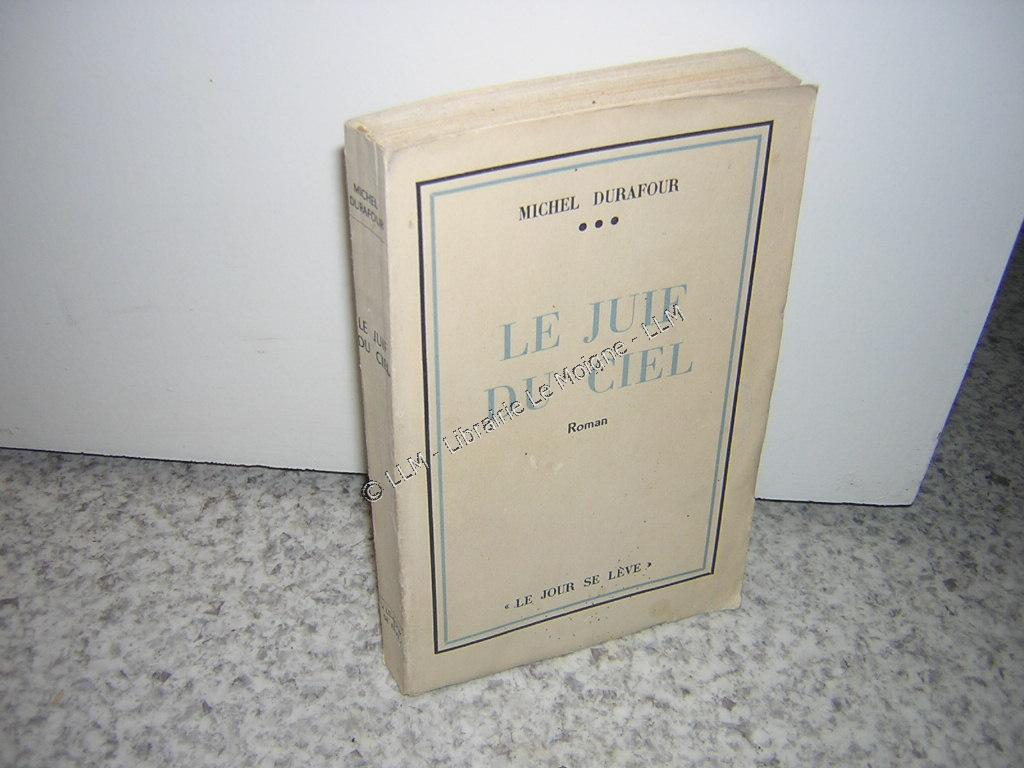 MICHEL DURAFOUR
•••
LE JUIF
DU CIEL
Roman
« LE JOUR SE LÈVE »
MICHEL
DURAFOUR
LE JUIF
DU CIEL
© LLM - Librairie Le Moigne - LLM